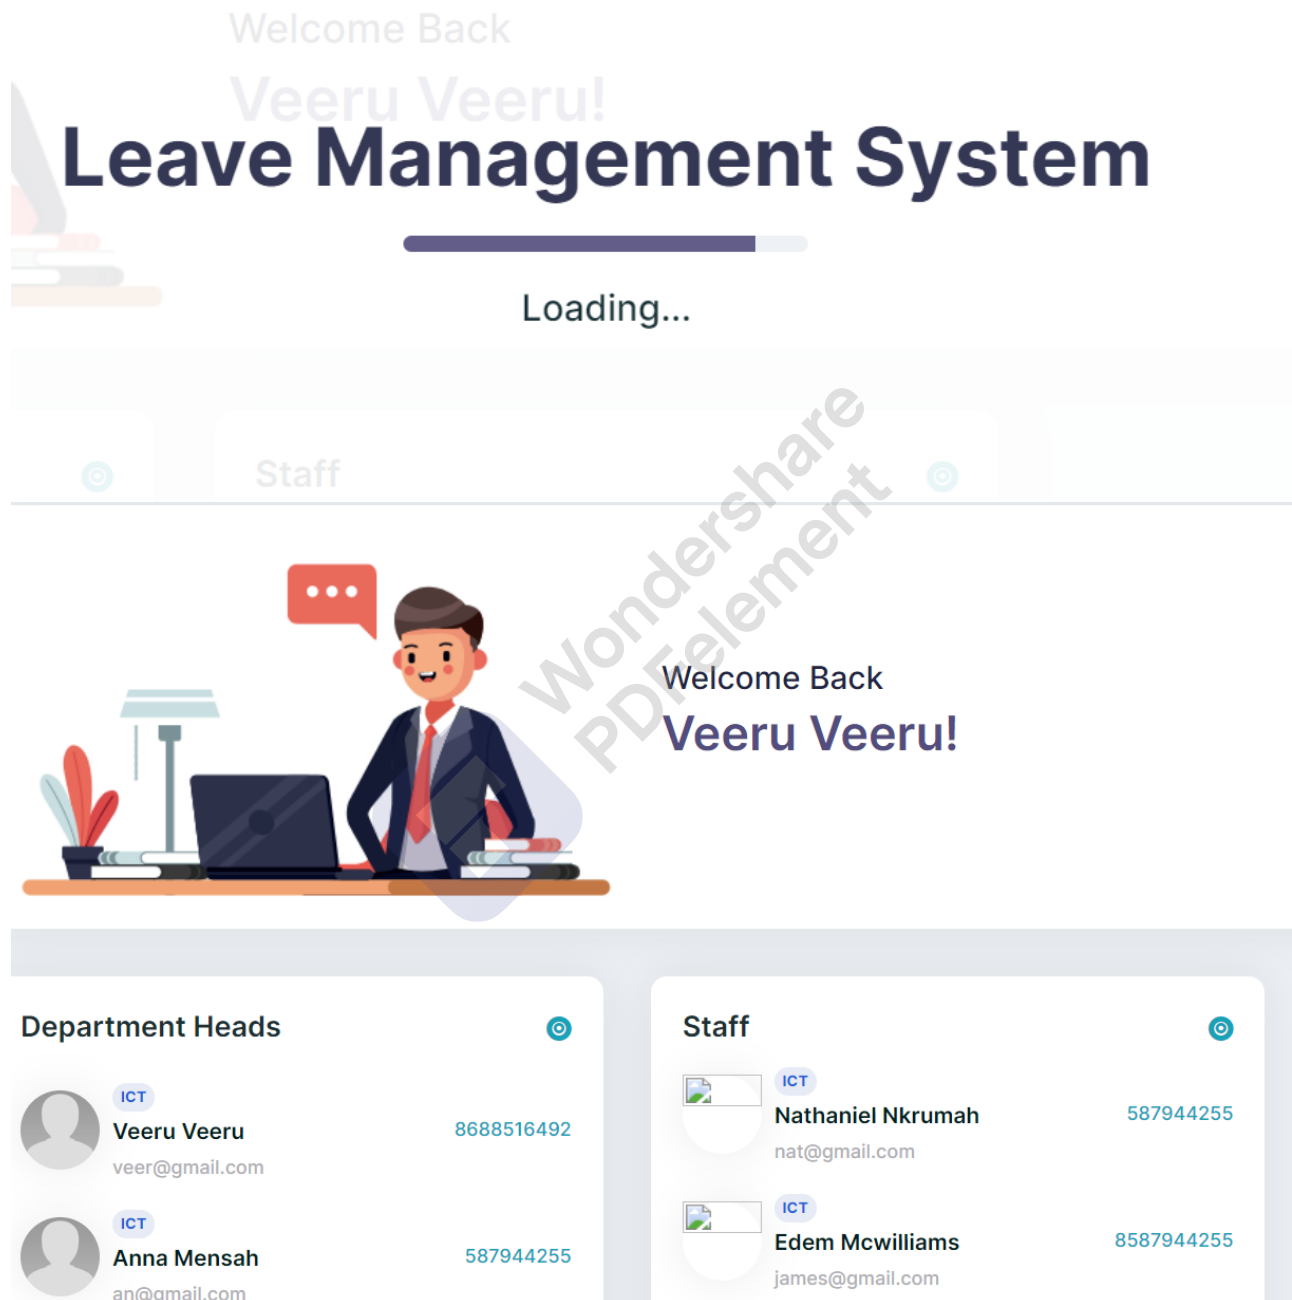 Welcome Back
Veeru Veeru!
Leave Management System
Loading...
Staff
Wondershare
PDFelement
Welcome Back
Veeru Veeru!
Department Heads
ICT
Veeru Veeru
8688516492
veer@gmail.com
ICT
Anna Mensah
587944255
an@gmail.com
Staff
ICT
Nathaniel Nkrumah
587944255
nat@gmail.com
ICT
Edem Mcwilliams
8587944255
james@gmail.com